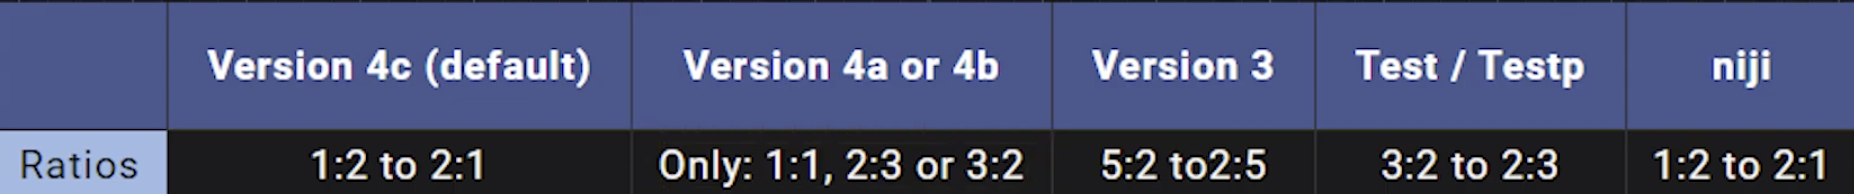 Version 4c (default) Version 4a or 4b Version 3 Test / Testp niji
Ratios 1:2 to 2:1 Only: 1:1, 2:3 or 3:2 5:2 to2:5 3:2 to 2:3 1:2 to 2:1